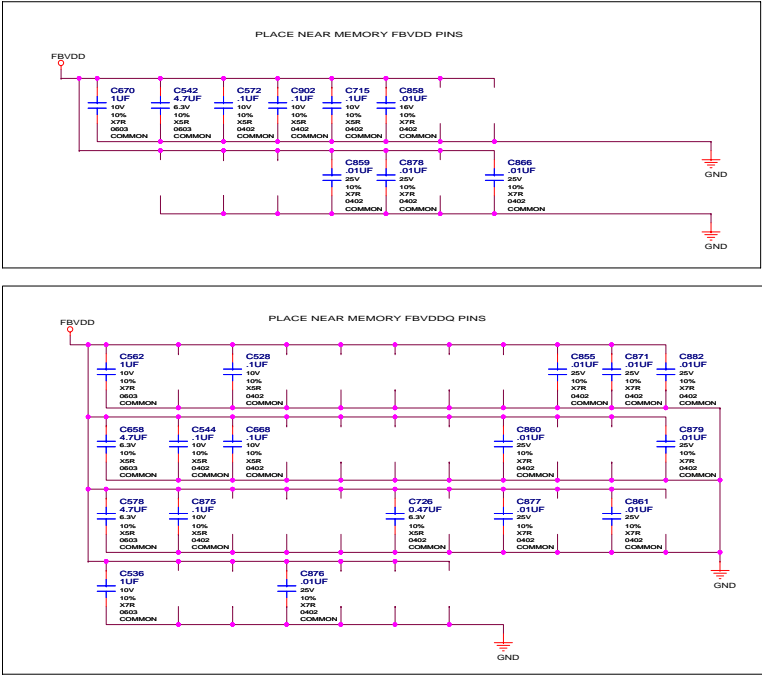 PLACE NEAR MEMORY FBVDD PINS
FBVDD
C670
1UF
10V
10%
X7R
0603
COMMON
C542
4.7UF
6.3V
10%
X5R
0603
COMMON
C572
.1UF
10V
10%
X5R
0402
COMMON
C902
.1UF
10V
10%
X5R
0402
COMMON
C715
.1UF
10V
10%
X5R
0402
COMMON
C858
.01UF
16V
10%
X7R
0402
COMMON
GND
C859
.01UF
25V
10%
X7R
0402
COMMON
C878
.01UF
25V
10%
X7R
0402
COMMON
C866
.01UF
25V
10%
X7R
0402
COMMON
GND
PLACE NEAR MEMORY FBVDDQ PINS
FBVDD
C562
1UF
10V
10%
X7R
0603
COMMON
C528
.1UF
10V
10%
X5R
0402
COMMON
C855
.01UF
25V
10%
X7R
0402
COMMON
C871
.01UF
25V
10%
X7R
0402
COMMON
C882
.01UF
25V
10%
X7R
0402
COMMON
C658
4.7UF
6.3V
10%
X5R
0603
COMMON
C544
.1UF
10V
10%
X5R
0402
COMMON
C668
.1UF
10V
10%
X5R
0402
COMMON
C860
.01UF
25V
10%
X7R
0402
COMMON
C879
.01UF
25V
10%
X7R
0402
COMMON
C578
4.7UF
6.3V
10%
X5R
0603
COMMON
C875
.1UF
10V
10%
X5R
0402
COMMON
C726
0.47UF
6.3V
10%
X5R
0402
COMMON
C877
.01UF
25V
10%
X7R
0402
COMMON
C861
.01UF
25V
10%
X7R
0402
COMMON
GND
C536
1UF
10V
10%
X7R
0603
COMMON
C876
.01UF
25V
10%
X7R
0402
COMMON
GND